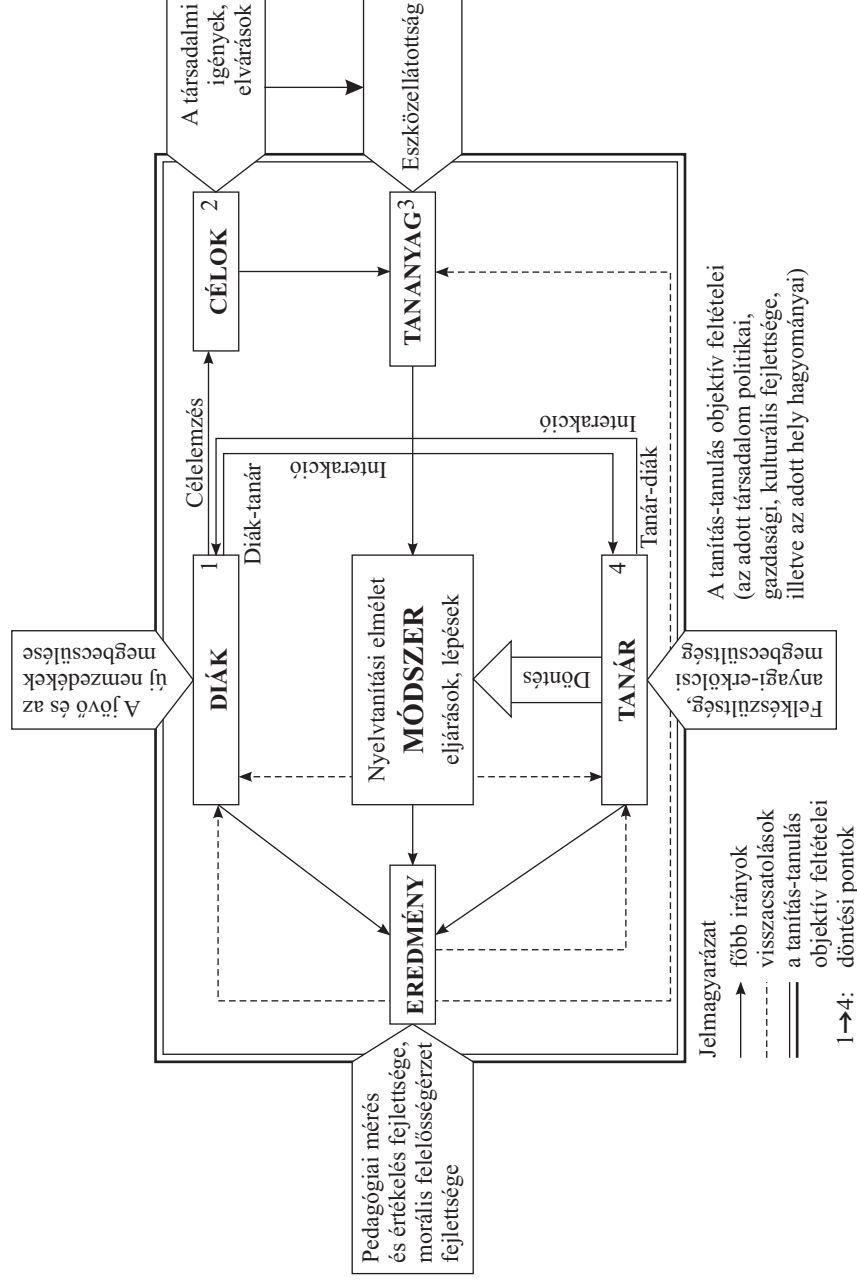 A társadalmi
igények,
elvárások
Eszközellátottság
CÉLOK 2
TANANYAG 3
Célelemzés
Diák-tanár
Interakció
Interakció
Tanár-diák
A jövő és az
új nemzedékek
megbecsülése
DIÁK
1
Nyelvtanítási elmélet
MÓDSZER
eljárások, lépések
Döntés
TANÁR
4
Felkészültség,
anyagi-erkölcsi
megbecsültség
EREDMÉNY
Pedagógiai mérés
és értékelés fejlettsége,
morális felelősségérzet
fejlettsége
A tanítás-tanulás objektív feltételei
(az adott társadalom politikai,
gazdasági, kulturális fejlettsége,
illetve az adott hely hagyományai)
Jelmagyarázat
főbb irányok
visszacsatolások
a tanítás-tanulás
objektív feltételei
1→4: döntési pontok